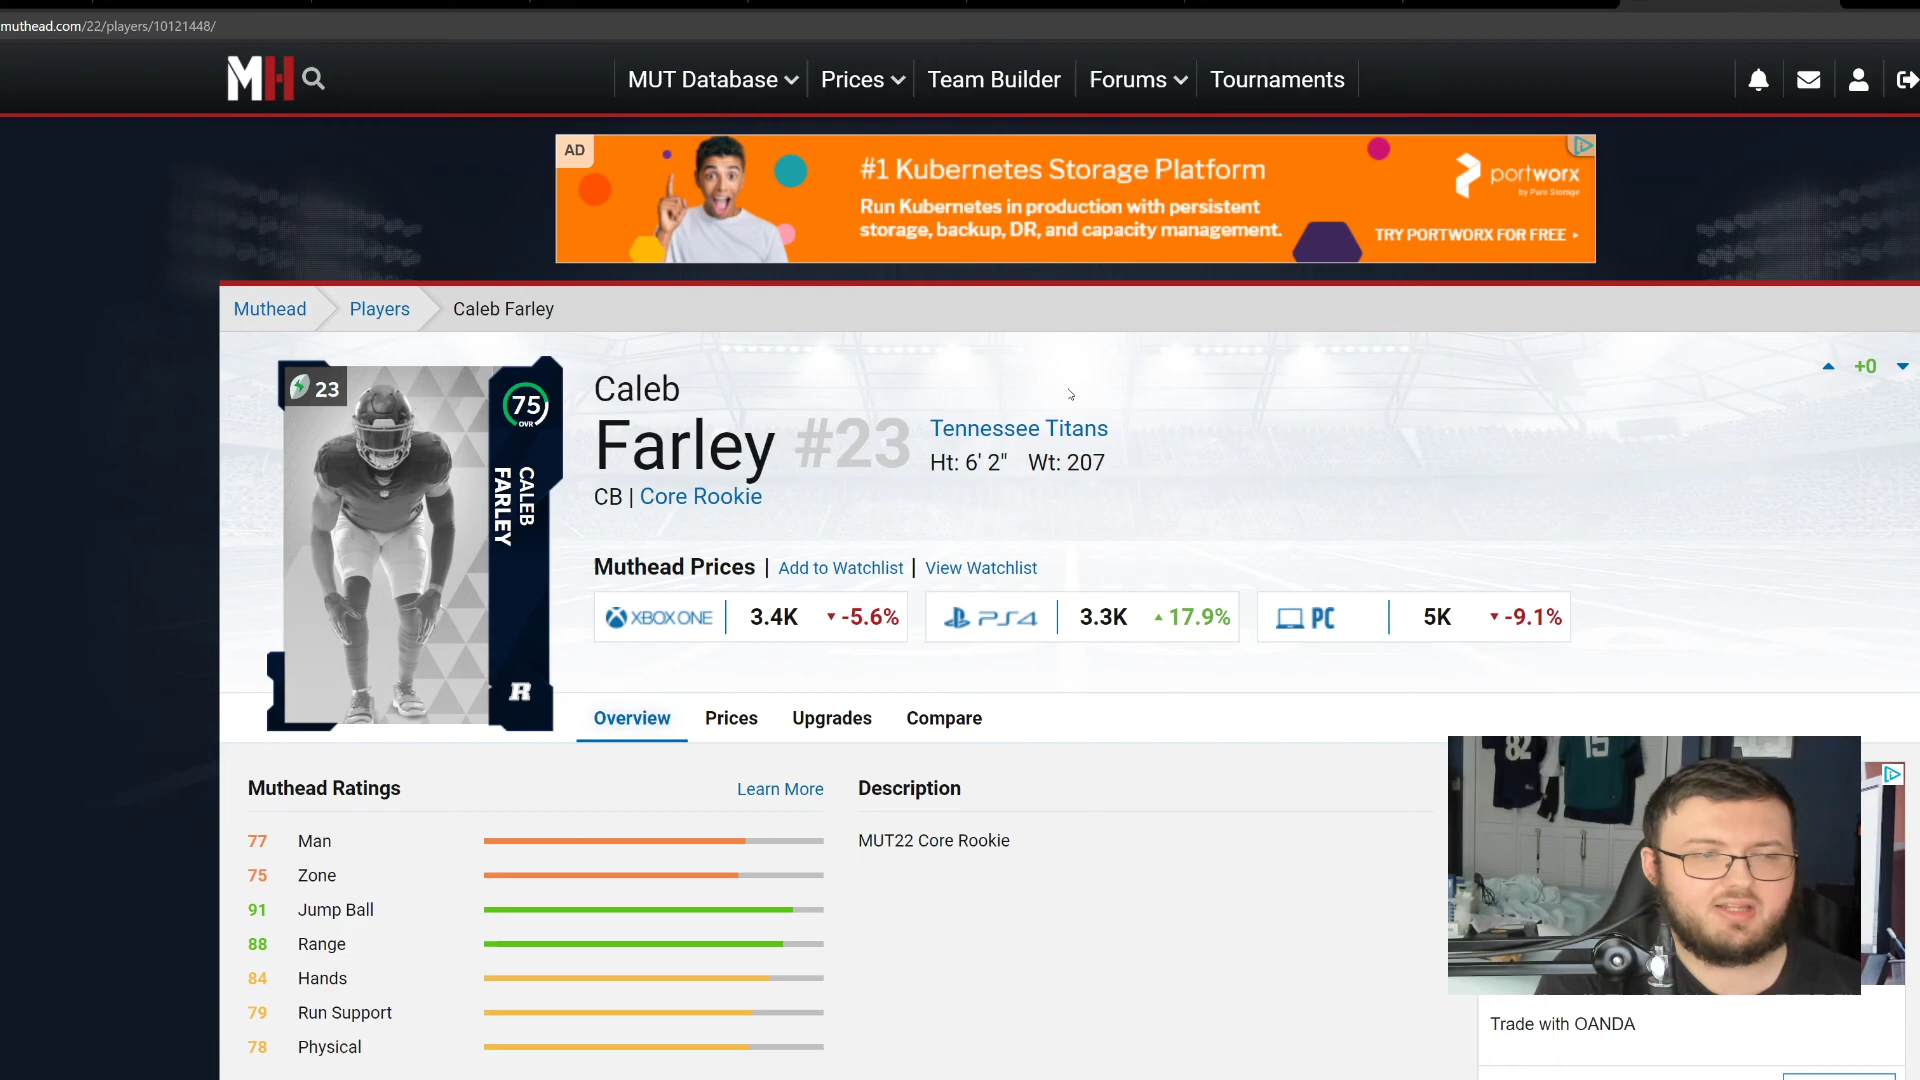 muthead.com/22/players/10121448/
MH
MUT Database
Prices
Team Builder
Forums
Tournaments
AD
#1 Kubernetes Storage Platform
Run Kubernetes in production with persistent
storage, backup, DR, and capacity management.
portworx
by Pure Storage
TRY PORTWORX FOR FREE
Muthead
Players
Caleb Farley
23
75
OVR
CALEB
FARLEY
R
Caleb
Farley #23
Tennessee Titans
Ht: 6' 2" Wt: 207
CB | Core Rookie
+0
Muthead Prices | Add to Watchlist | View Watchlist
XBOX ONE 3.4K -5.6%
PS4 3.3K 17.9%
PC 5K -9.1%
Overview
Prices
Upgrades
Compare
Muthead Ratings
Learn More
77 Man
75 Zone
91 Jump Ball
88 Range
84 Hands
79 Run Support
78 Physical
Description
MUT22 Core Rookie
82
15
Trade with OANDA